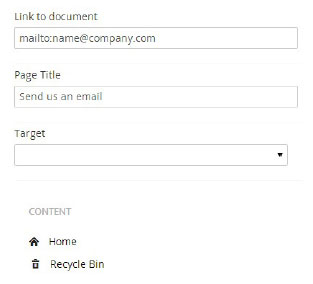 Link to document
mailto:name@company.com
Page Title
Send us an email
Target
CONTENT
Home
Recycle Bin